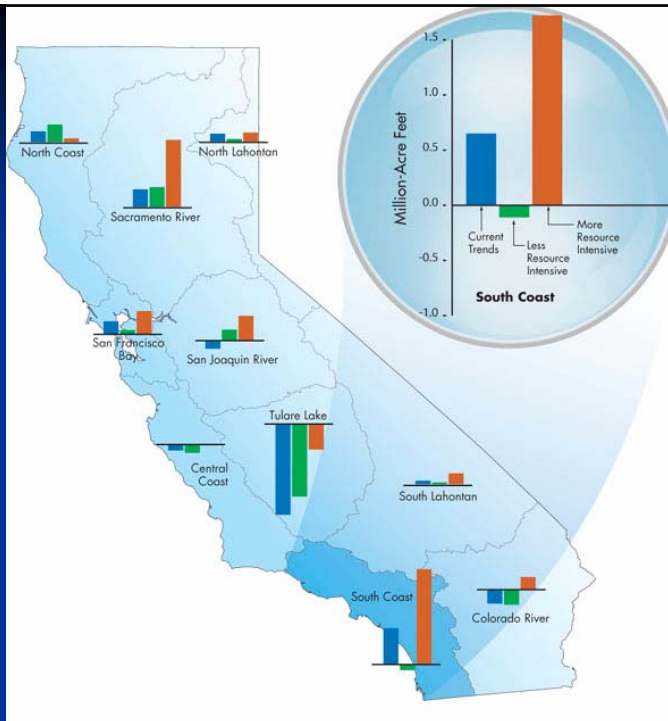 1.5
1.0
0.5
0.0
-0.5
-1.0
Million-Acre Feet
Current
Trends
Less
Resource
Intensive
More
Resource
Intensive
South Coast
North Coast
North Lahontan
Sacramento River
San Francisco
Bay
San Joaquin River
Tulare Lake
Central
Coast
South Lahontan
South Coast
Colorado River